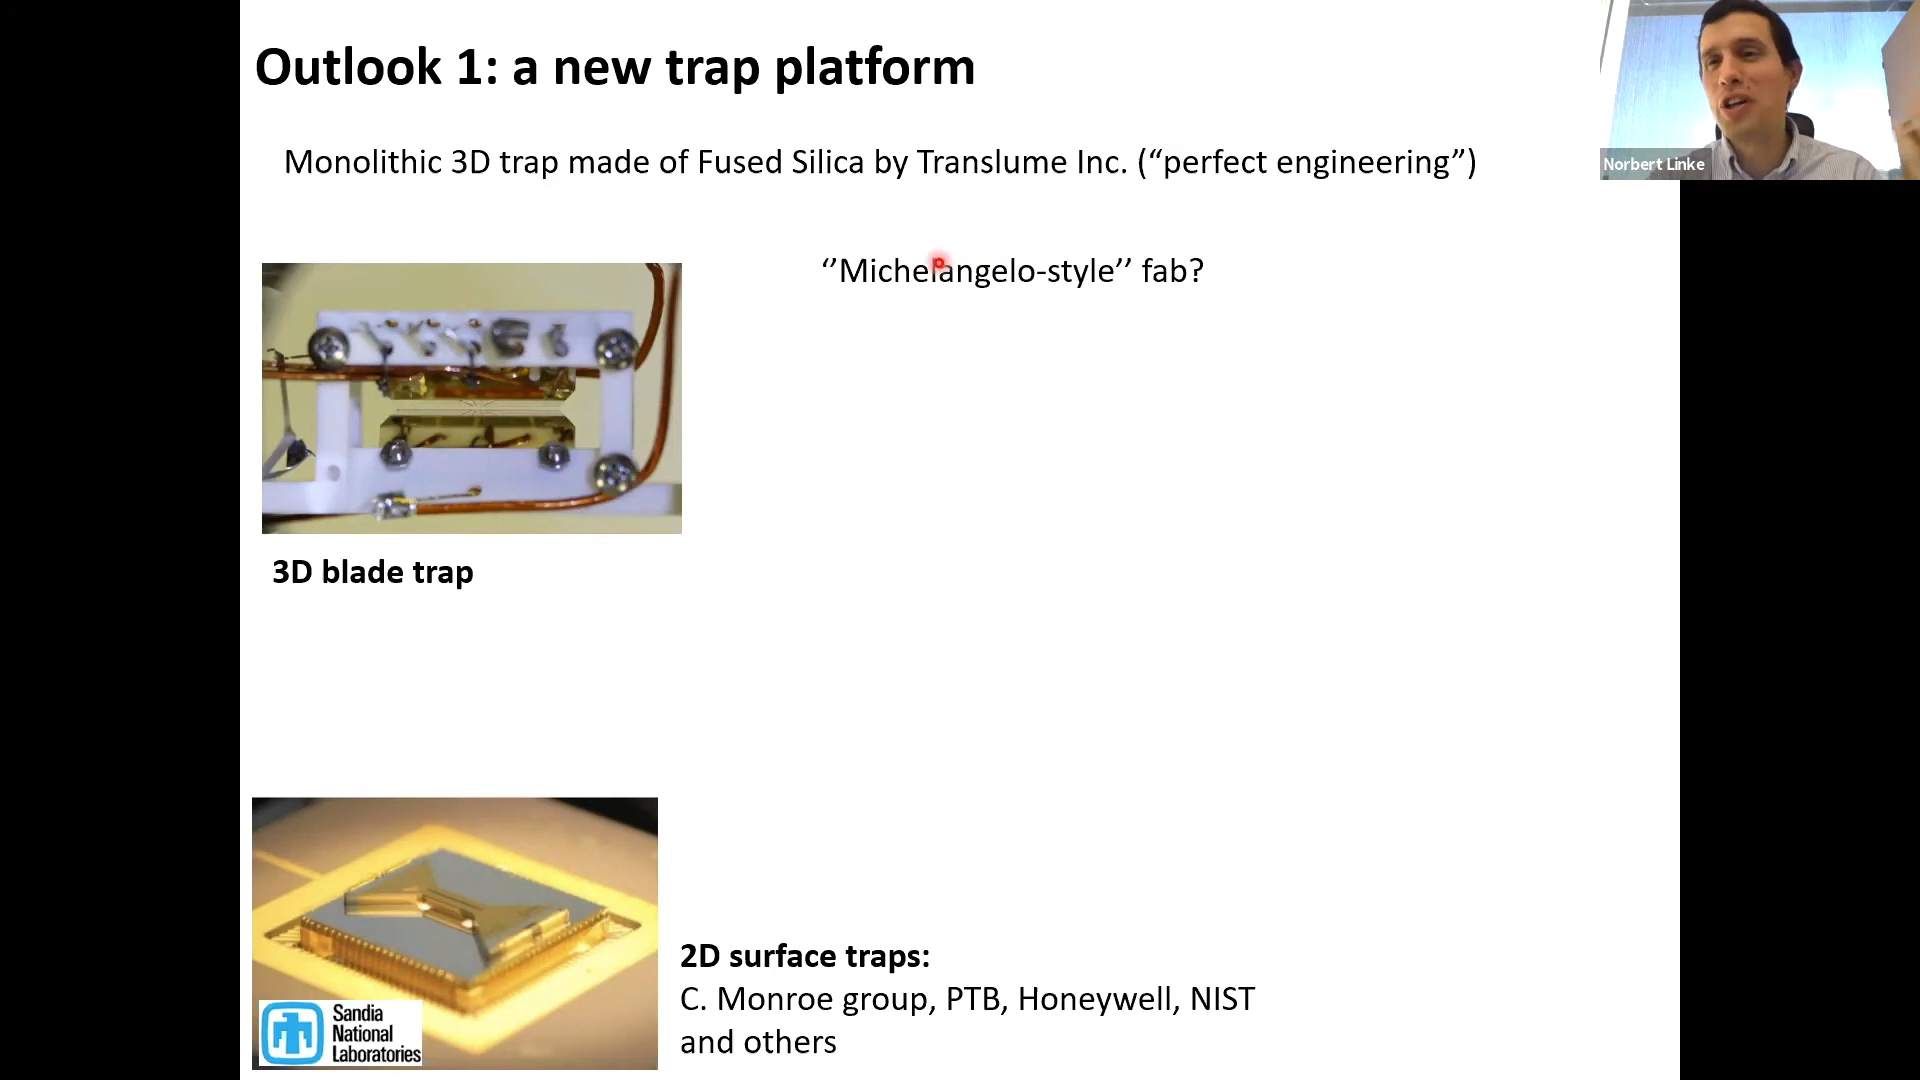 Outlook 1: a new trap platform
Norbert Linke
Monolithic 3D trap made of Fused Silica by Translume Inc. (“perfect engineering”)
‘’Michelangelo-style’’ fab?
3D blade trap
2D surface traps:
C. Monroe group, PTB, Honeywell, NIST
and others
Sandia
National
Laboratories